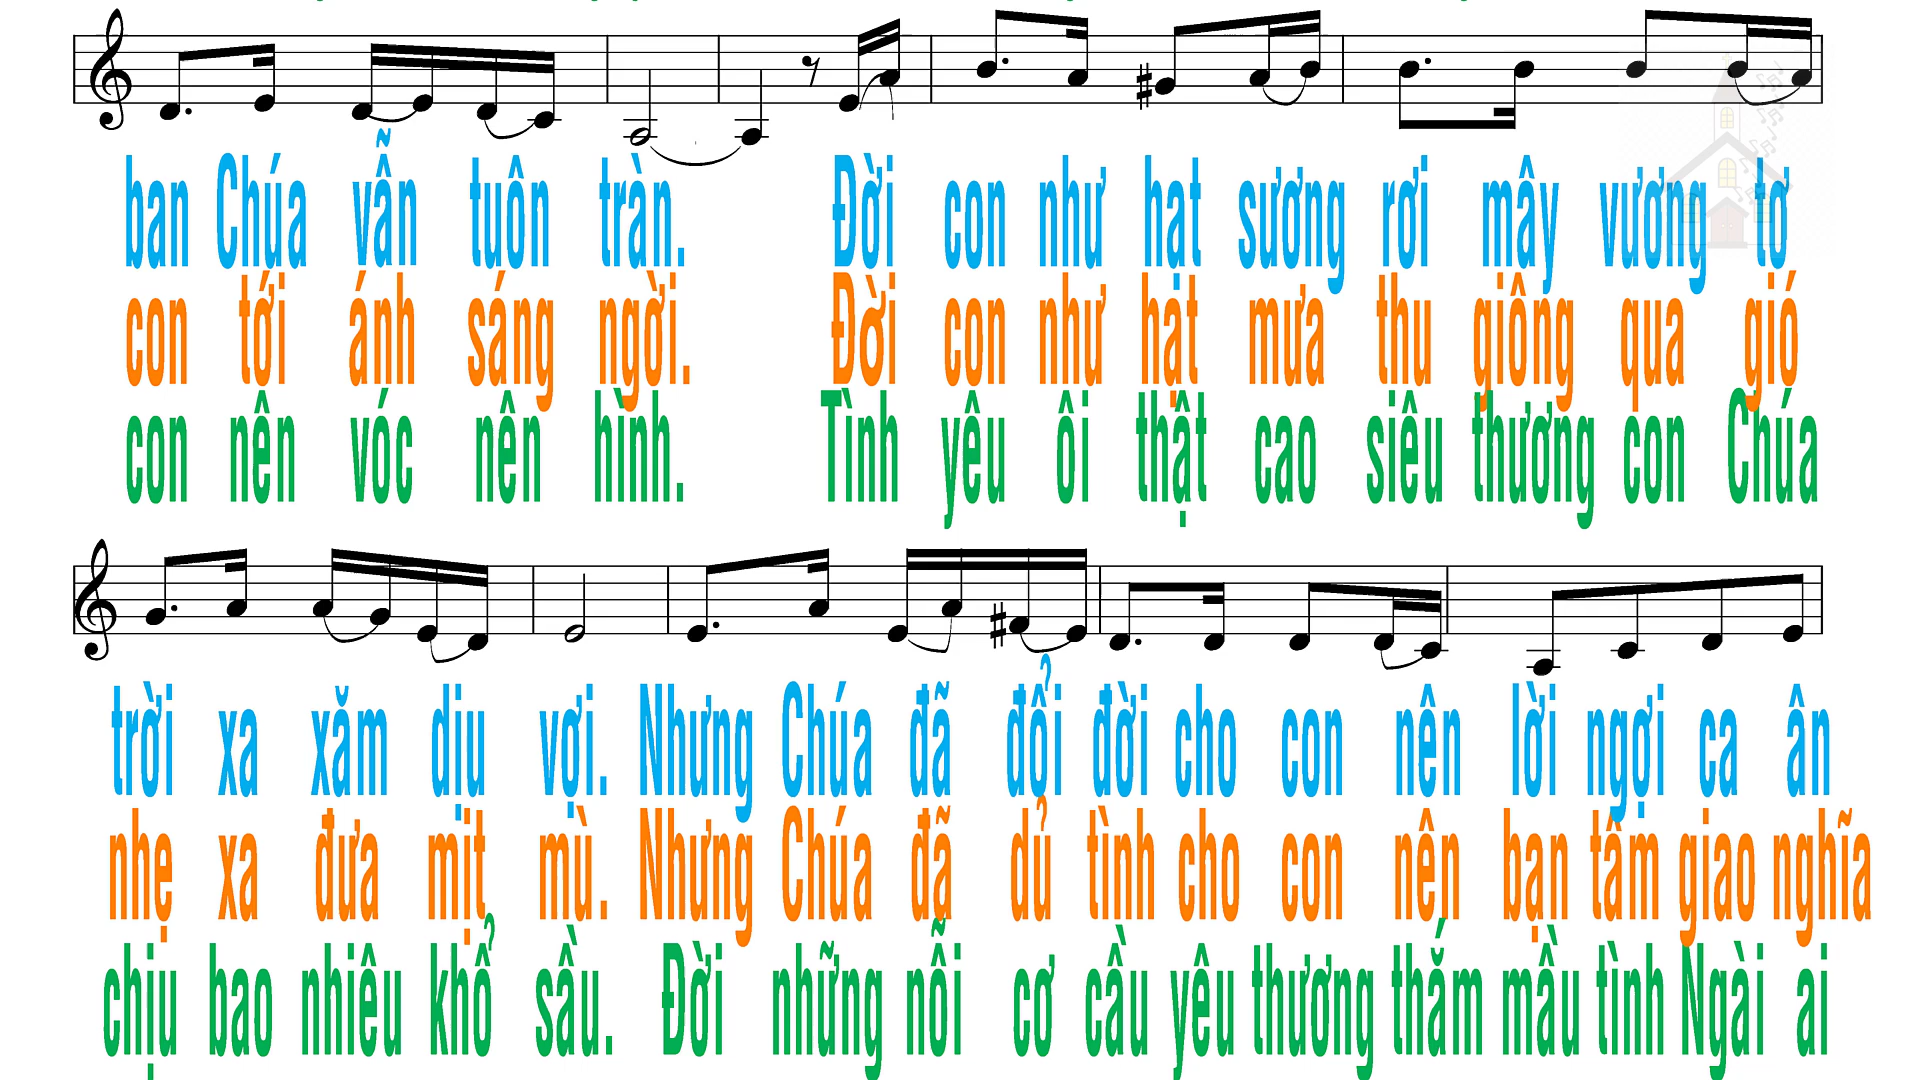 ban Chúa vẫn tuôn tràn. Đời con như hạt sương rơi mây vương tơ
con tới ánh sáng ngời. Đời con như hạt mưa thu giông qua gió
con nên vóc nên hình. Tình yêu ôi thật cao siêu thương con Chúa
trời xa xăm dịu vợi. Nhưng Chúa đã đổi đời cho con nên lời ngợi ca ân
nhẹ xa đưa mịt mù. Nhưng Chúa đã dủ tình cho con nên bạn tâm giao nghĩa
chịu bao nhiêu khổ sầu. Đời những nỗi cơ cầu yêu thương thắm mầu tình Ngài ai